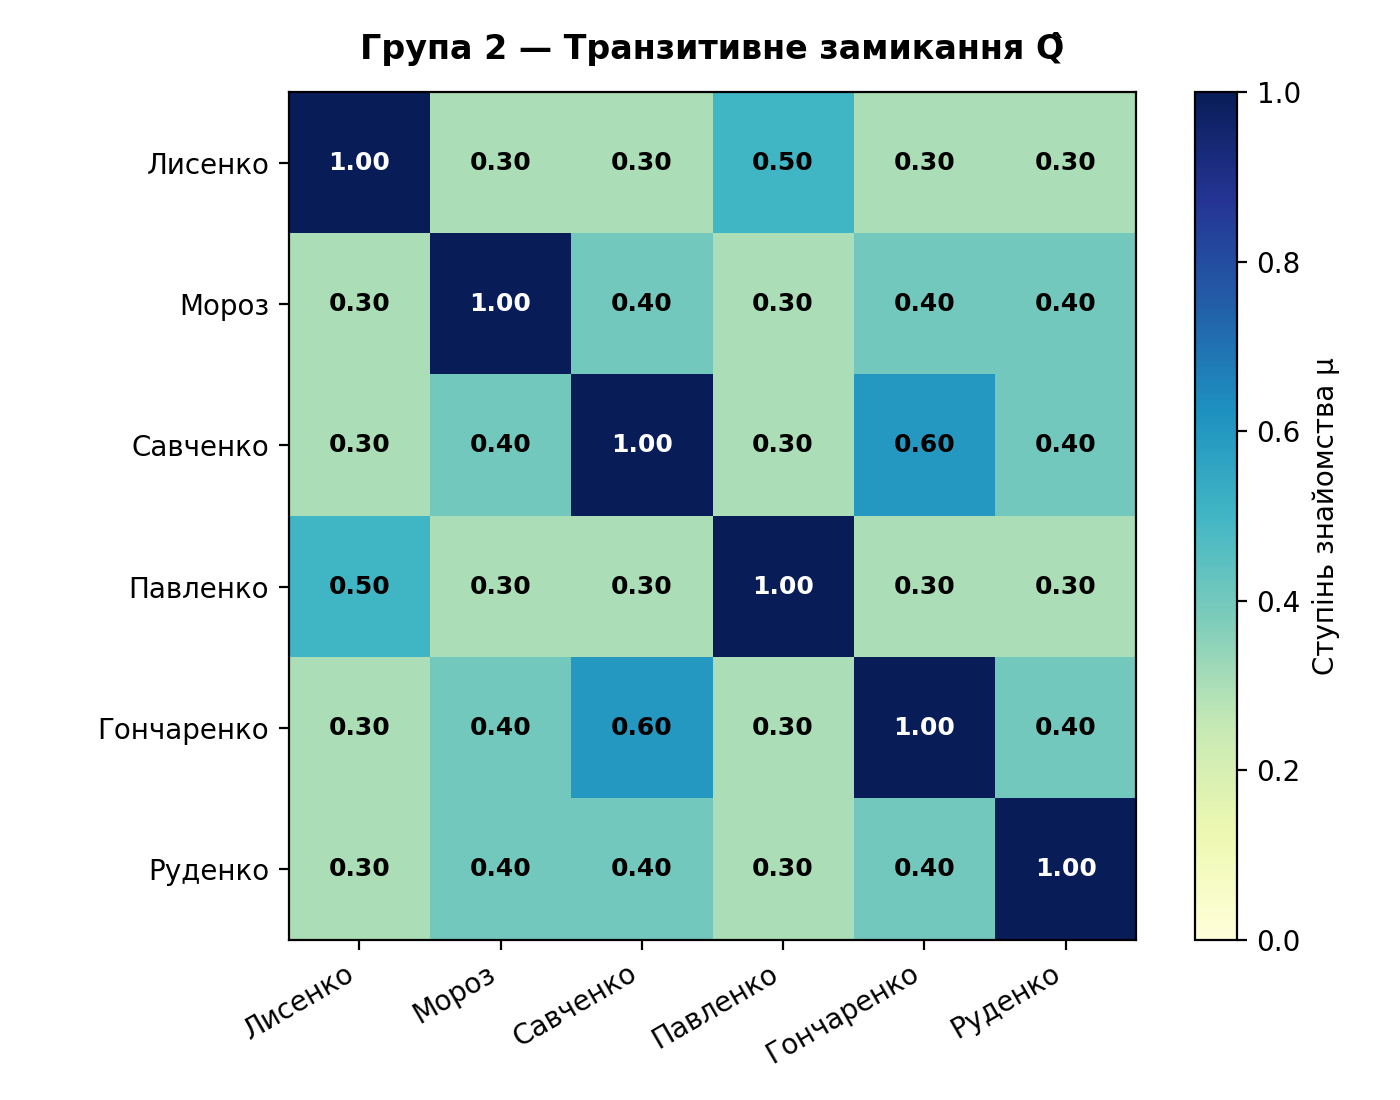 Група 2 — Транзитивне замикання Q̂
Лисенко 1.00 0.30 0.30 0.50 0.30 0.30
Мороз 0.30 1.00 0.40 0.30 0.40 0.40
Савченко 0.30 0.40 1.00 0.30 0.60 0.40
Павленко 0.50 0.30 0.30 1.00 0.30 0.30
Гончаренко 0.30 0.40 0.60 0.30 1.00 0.40
Руденко 0.30 0.40 0.40 0.30 0.40 1.00
Лисенко Мороз Савченко Павленко Гончаренко Руденко
1.0
0.8
0.6
0.4
0.2
0.0
Ступінь знайомства μ